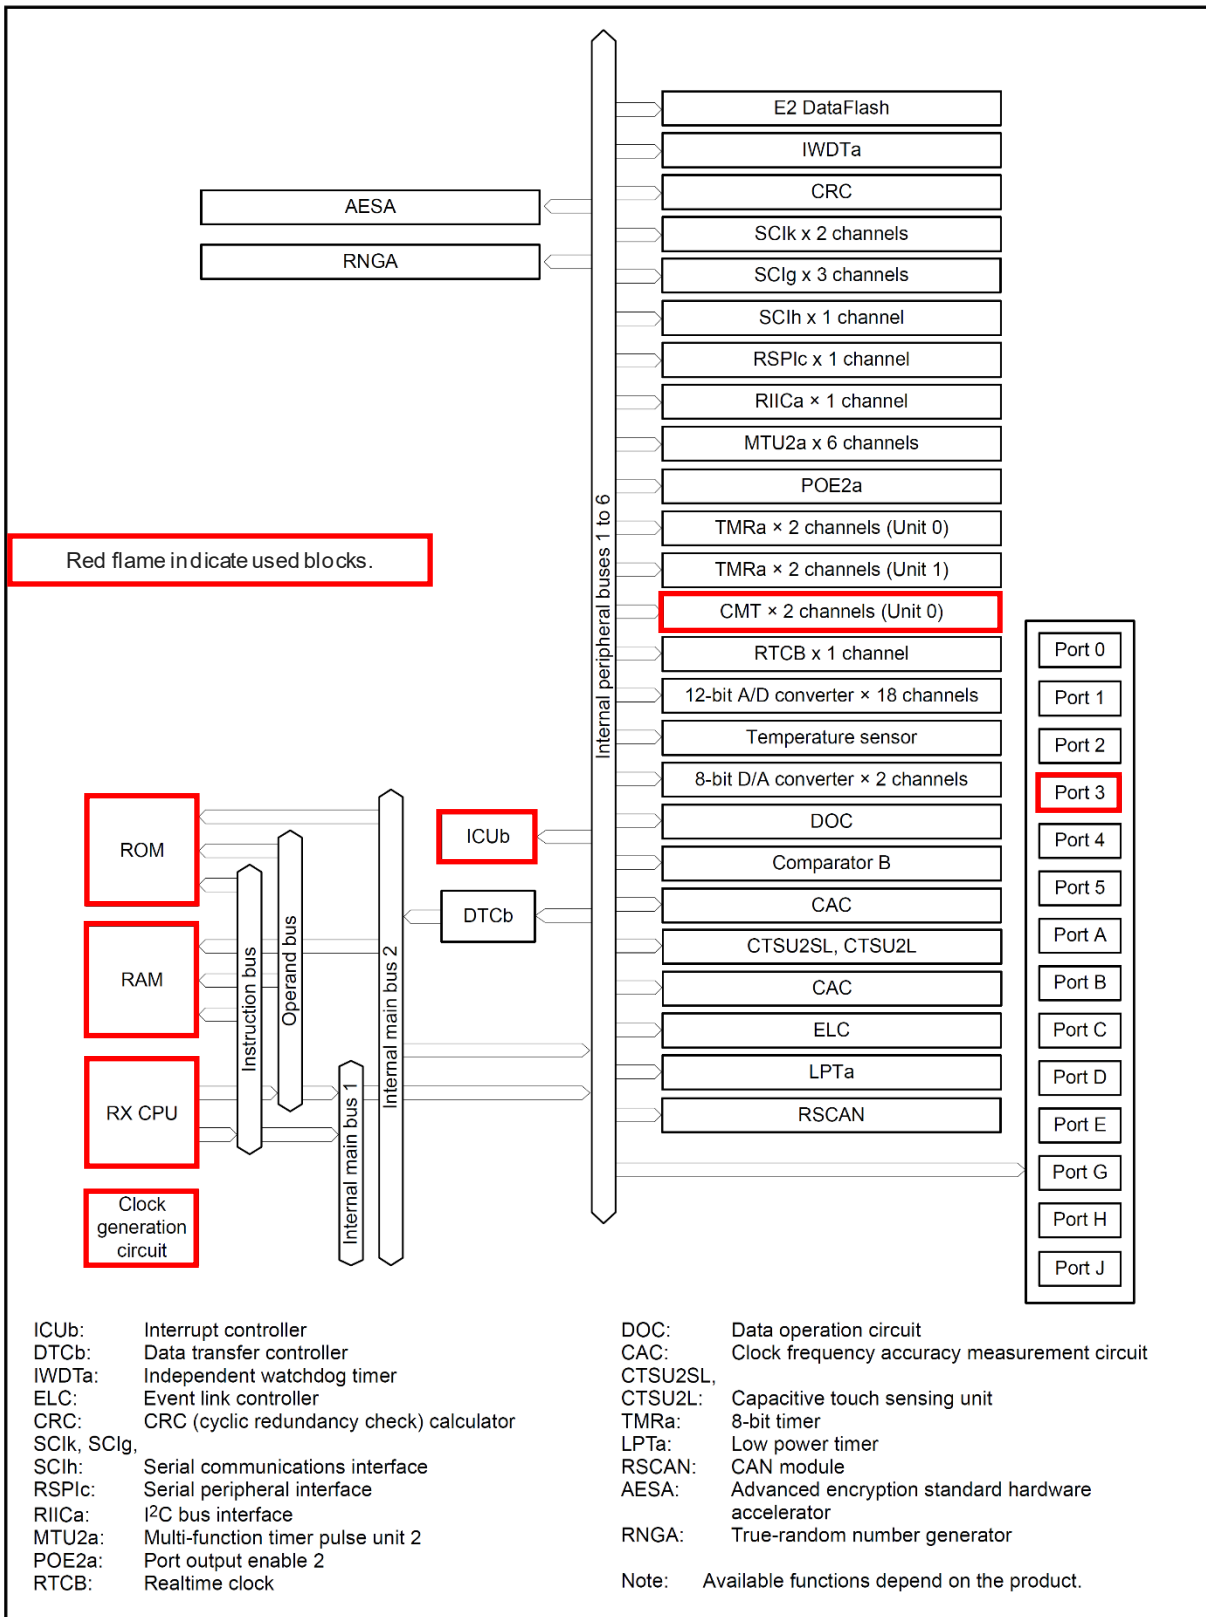 E2 DataFlash
IWDTa
CRC
SCIk x 2 channels
SCIg x 3 channels
SCIh x 1 channel
RSPIc x 1 channel
RIICa × 1 channel
MTU2a x 6 channels
POE2a
TMRa × 2 channels (Unit 0)
TMRa × 2 channels (Unit 1)
CMT × 2 channels (Unit 0)
RTCB x 1 channel
12-bit A/D converter × 18 channels
Temperature sensor
8-bit D/A converter × 2 channels
DOC
Comparator B
CAC
CTSU2SL, CTSU2L
CAC
ELC
LPTa
RSCAN
AESA
RNGA
Internal peripheral buses 1 to 6
Red flame indicate used blocks.
Port 0
Port 1
Port 2
Port 3
Port 4
Port 5
Port A
Port B
Port C
Port D
Port E
Port G
Port H
Port J
ROM
RAM
RX CPU
Clock
generation
circuit
Instruction bus
Operand bus
Internal main bus 1
Internal main bus 2
ICUb
DTCb
ICUb: Interrupt controller
DTCb: Data transfer controller
IWDTa: Independent watchdog timer
ELC: Event link controller
CRC: CRC (cyclic redundancy check) calculator
SCIk, SCIg,
SCIh: Serial communications interface
RSPIc: Serial peripheral interface
RIICa: I²C bus interface
MTU2a: Multi-function timer pulse unit 2
POE2a: Port output enable 2
RTCB: Realtime clock
DOC: Data operation circuit
CAC: Clock frequency accuracy measurement circuit
CTSU2SL,
CTSU2L: Capacitive touch sensing unit
TMRa: 8-bit timer
LPTa: Low power timer
RSCAN: CAN module
AESA: Advanced encryption standard hardware
accelerator
RNGA: True-random number generator
Note: Available functions depend on the product.